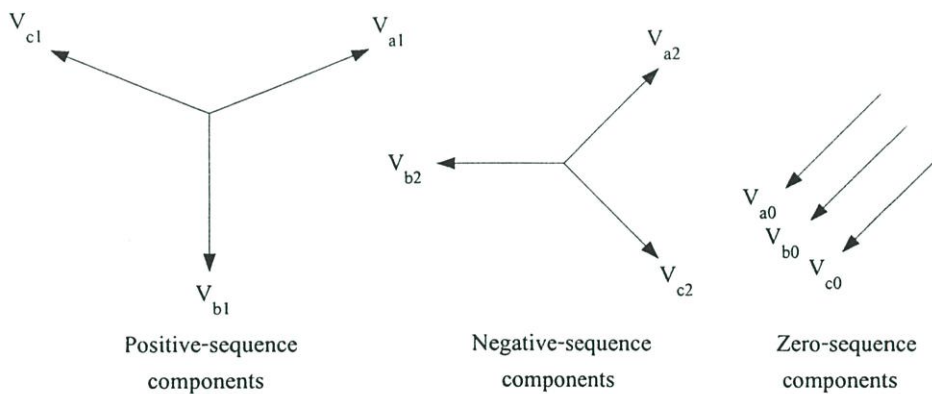 V_c1
V_a1
V_b1
Positive-sequence
components
V_a2
V_b2
V_c2
Negative-sequence
components
V_a0
V_b0
V_c0
Zero-sequence
components